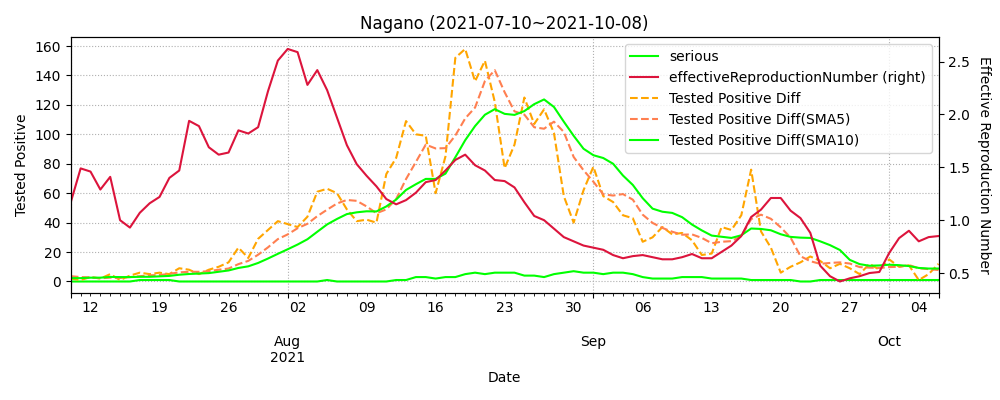 Nagano (2021-07-10~2021-10-08)
serious
effectiveReproductionNumber (right)
Tested Positive Diff
Tested Positive Diff(SMA5)
Tested Positive Diff(SMA10)
Tested Positive
160
140
120
100
80
60
40
20
0
2.5
2.0
1.5
1.0
0.5
Effective Reproduction Number
12 19 26 02 09 16 23 30 06 13 20 27 04
Aug Sep Oct
2021
Date